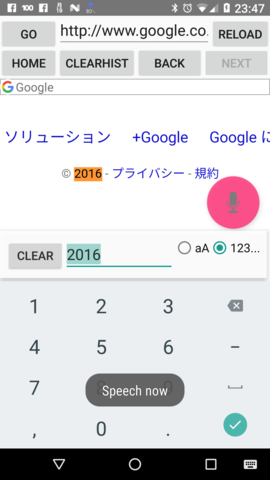 100 23:47
GO http://www.google.co. RELOAD
HOME CLEARHIST BACK NEXT
Google
ソリューション +Google Google に
© 2016 - プライバシー - 規約
CLEAR 2016 aA 123...
1 2 3
4 5 6 -
7 9
Speech now
, 0 .